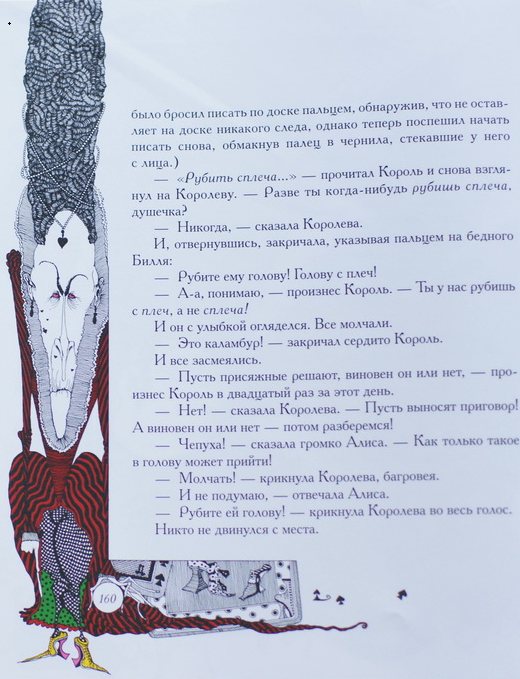 было бросил писать по доске пальцем, обнаружив, что не остав-
ляет на доске никакого следа, однако теперь поспешил начать
писать снова, обмакнув палец в чернила, стекавшие у него
с лица.)
— «Рубить сплеча...» — прочитал Король и снова взгля-
нул на Королеву. — Разве ты когда-нибудь рубишь сплеча,
душечка?
— Никогда, — сказала Королева.
И, отвернувшись, закричала, указывая пальцем на бедного
Билля:
— Рубите ему голову! Голову с плеч!
— А-а, понимаю, — произнес Король. — Ты у нас рубишь
с плеч, а не сплеча!
И он с улыбкой огляделся. Все молчали.
— Это каламбур! — закричал сердито Король.
И все засмеялись.
— Пусть присяжные решают, виновен он или нет, — про-
изнес Король в двадцатый раз за этот день.
— Нет! — сказала Королева. — Пусть выносят приговор!
А виновен он или нет — потом разберемся!
— Чепуха! — сказала громко Алиса. — Как только такое
в голову может прийти!
— Молчать! — крикнула Королева, багровея.
— И не подумаю, — отвечала Алиса.
— Рубите ей голову! — крикнула Королева во весь голос.
Никто не двинулся с места.
160